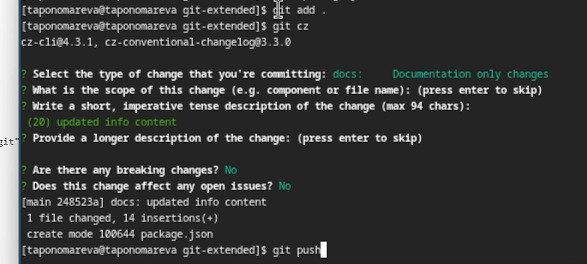 [taponomareva@taponomareva git-extended]$ git add .
[taponomareva@taponomareva git-extended]$ git cz
cz-cli@4.3.1, cz-conventional-changelog@3.3.0
? Select the type of change that you're committing: docs:     Documentation only changes
? What is the scope of this change (e.g. component or file name): (press enter to skip)
? Write a short, imperative tense description of the change (max 94 chars):
(20) updated info content
? Provide a longer description of the change: (press enter to skip)
git"
? Are there any breaking changes? No
? Does this change affect any open issues? No
[main 248523a] docs: updated info content
1 file changed, 14 insertions(+)
create mode 100644 package.json
[taponomareva@taponomareva git-extended]$ git push